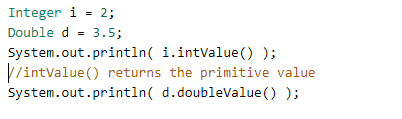 Integer i = 2;
Double d = 3.5;
System.out.println( i.intValue() );
//intValue() returns the primitive value
System.out.println( d.doubleValue() );